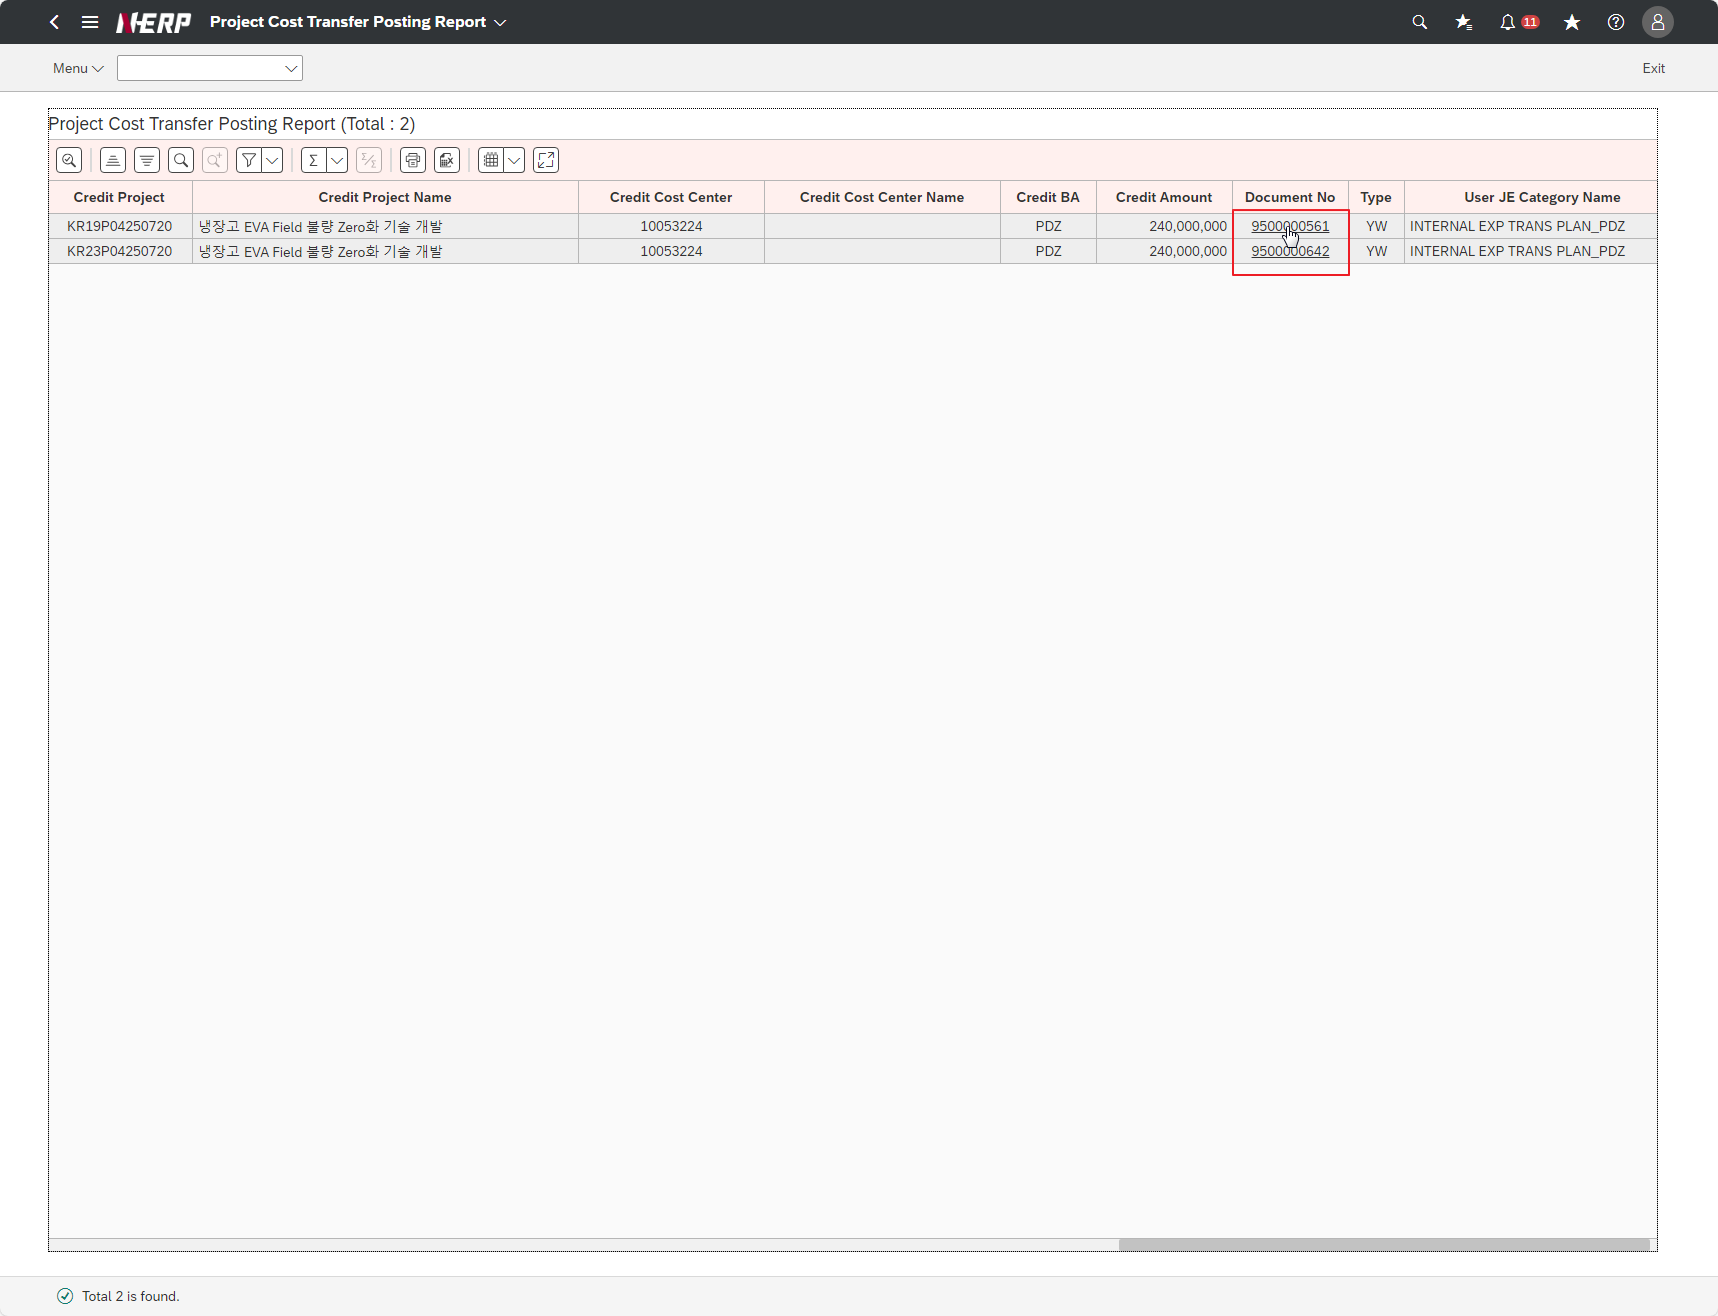 NERP Project Cost Transfer Posting Report 11
Menu Exit
Project Cost Transfer Posting Report (Total : 2)
Credit Project Credit Project Name Credit Cost Center Credit Cost Center Name Credit BA Credit Amount Document No Type User JE Category Name
KR19P04250720 냉장고 EVA Field 불량 Zero화 기술 개발 10053224 PDZ 240,000,000 9500000561 YW INTERNAL EXP TRANS PLAN_PDZ
KR23P04250720 냉장고 EVA Field 불량 Zero화 기술 개발 10053224 PDZ 240,000,000 9500000642 YW INTERNAL EXP TRANS PLAN_PDZ
Total 2 is found.